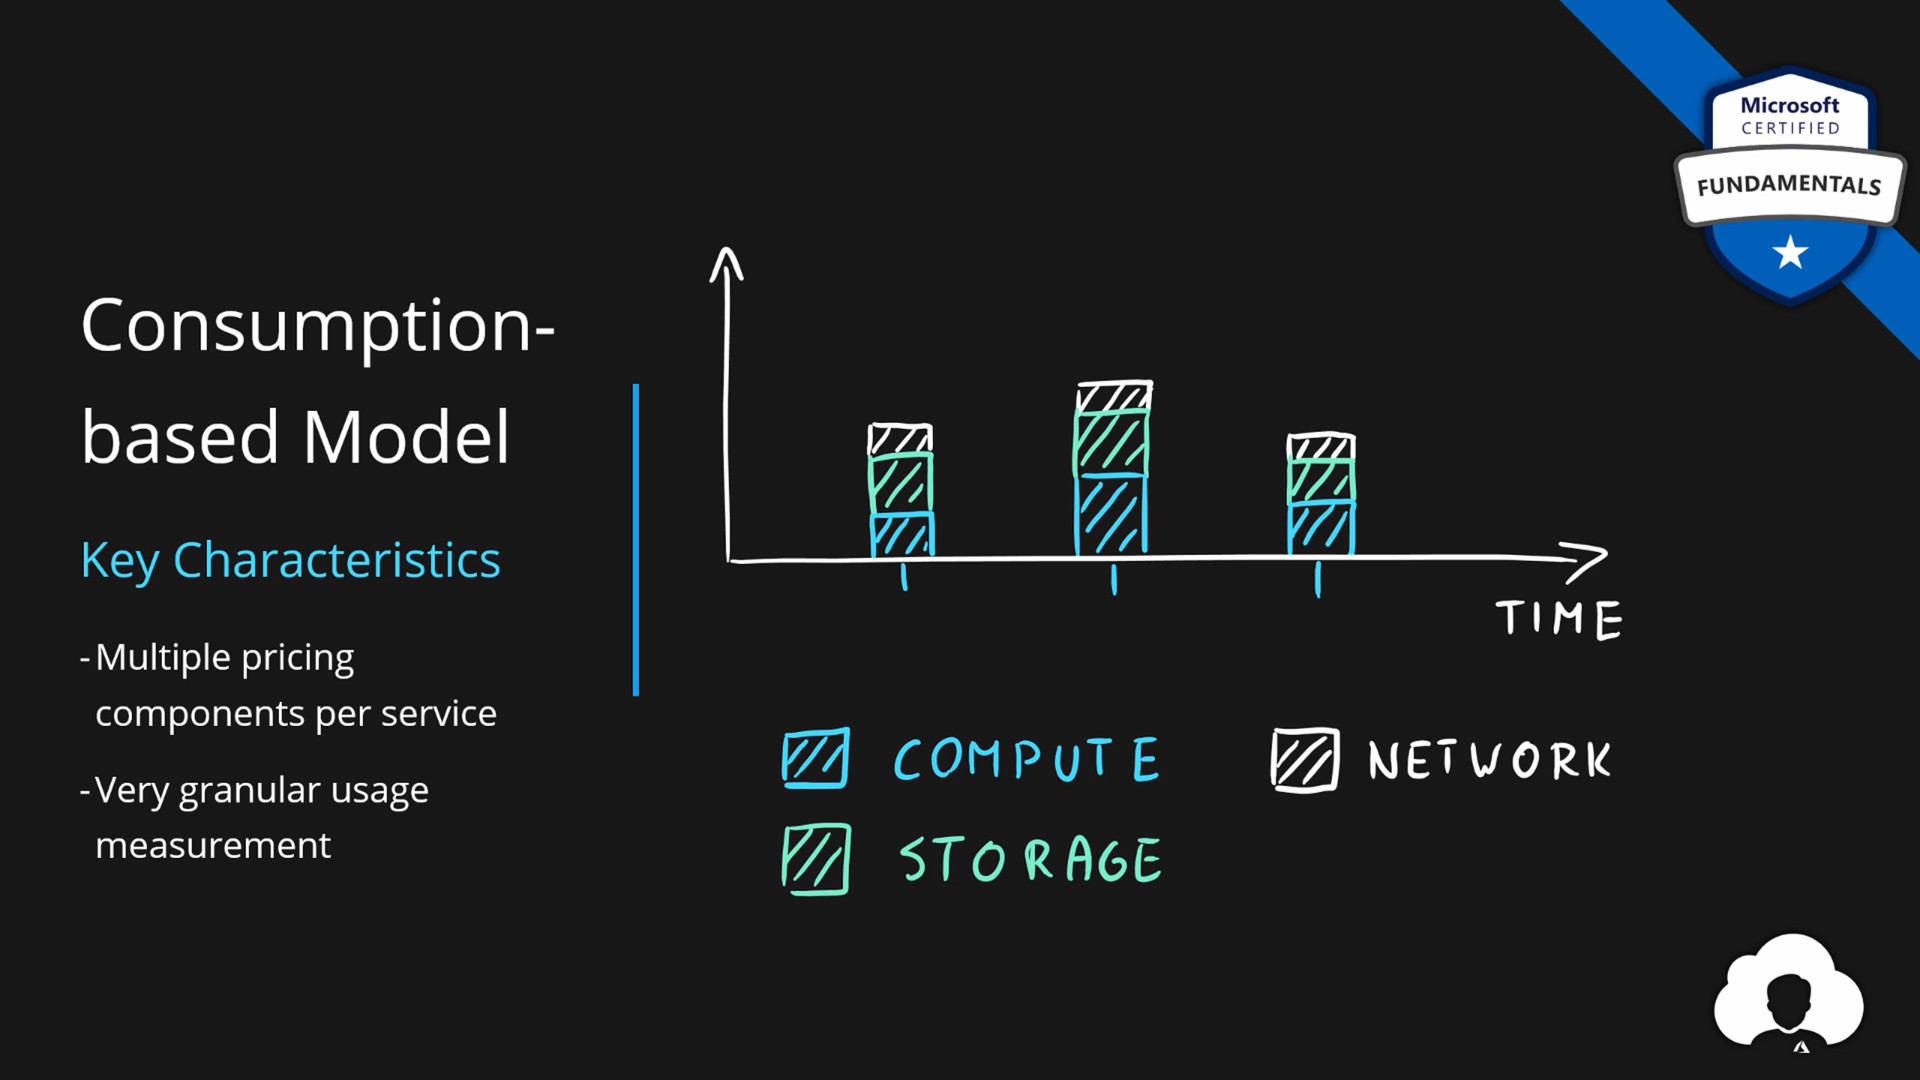 Microsoft
CERTIFIED
FUNDAMENTALS
Consumption-
based Model
Key Characteristics
- Multiple pricing
components per service
- Very granular usage
measurement
TIME
COMPUTE
NETWORK
STORAGE